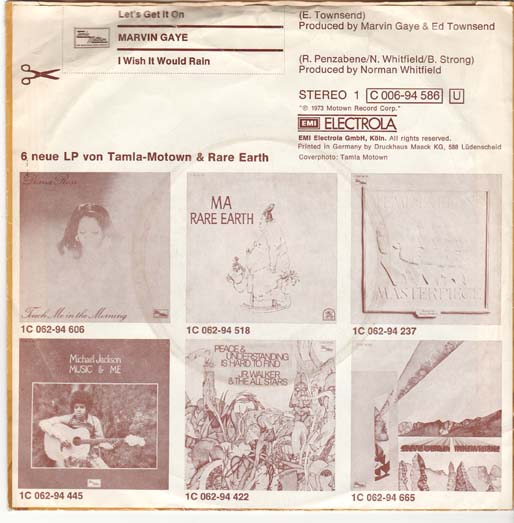 Let's Get It On
MARVIN GAYE
I Wish It Would Rain
(E. Townsend)
Produced by Marvin Gaye & Ed Townsend
(R. Penzabene/N. Whitfield/B. Strong)
Produced by Norman Whitfield
STEREO 1 C 006-94 586 U
"℗ 1973 Motown Record Corp."
EMI ELECTROLA
EMI Electrola GmbH, Köln. All rights reserved.
Printed in Germany by Druckhaus Maack KG, 588 Lüdenscheid
Coverphoto: Tamla Motown
6 neue LP von Tamla-Motown & Rare Earth
Diana Ross
Touch Me in the Morning
1C 062-94 606
MA
RARE EARTH
1C 062-94 518
TEMPTATIONS
MASTERPIECE
1C 062-94 237
Michael Jackson
MUSIC & ME
1C 062-94 445
PEACE &
UNDERSTANDING
IS HARD TO FIND
JR. WALKER
& THE ALL STARS
1C 062-94 422
1C 062-94 665